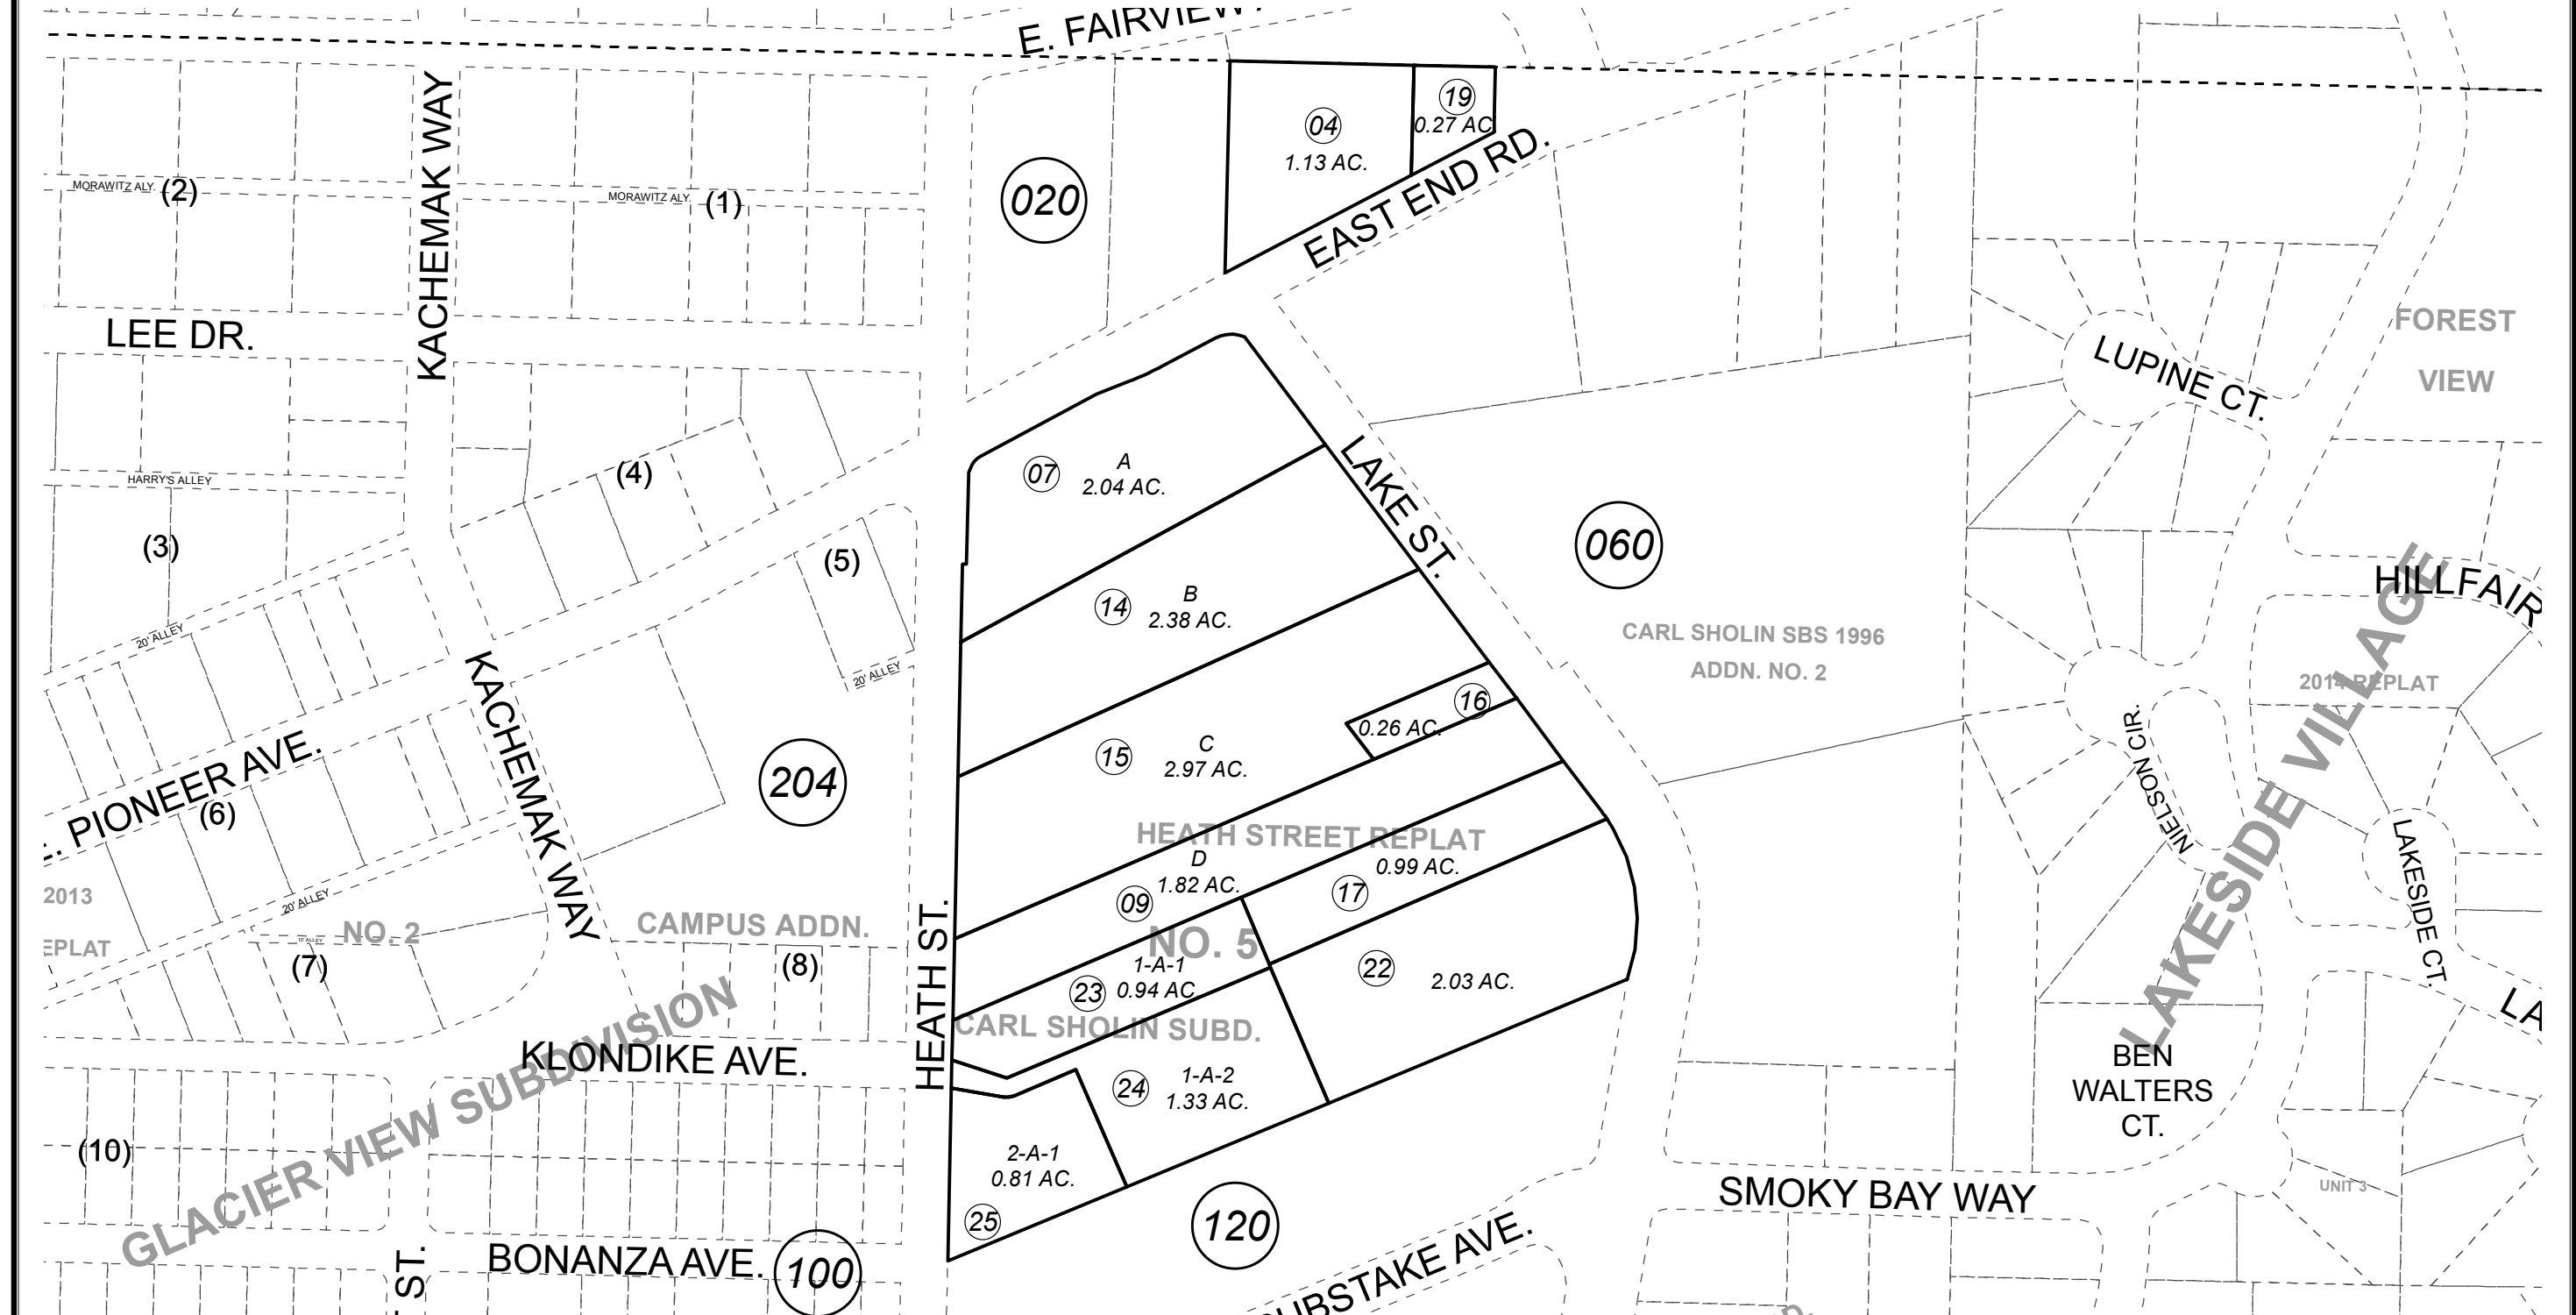 E. FAIRVIEW
19
0.27 AC
04
1.13 AC.
EAST END RD.
020
KACHEMAK WAY
MORAWITZ ALY.
(2)
MORAWITZ ALY.
(1)
LEE DR.
FOREST
VIEW
LUPINE CT.
HARRY'S ALLEY
(3)
(4)
(5)
20' ALLEY
20' ALLEY
07
A
2.04 AC.
LAKE ST.
14
B
2.38 AC.
060
CARL SHOLIN SBS 1996
ADDN. NO. 2
HILLFAIR
2014 REPLAT
LAKESIDE VILLAGE
16
0.26 AC.
15
C
2.97 AC.
NIELSON CIR.
LAKESIDE CT.
KACHEMAK WAY
204
E. PIONEER AVE.
(6)
HEATH STREET REPLAT
D
1.82 AC.
09
0.99 AC.
17
2013
EPLAT
20' ALLEY
NO. 2
(7)
CAMPUS ADDN.
(8)
HEATH ST.
NO. 5
1-A-1
23
0.94 AC.
22
2.03 AC.
CARL SHOLIN SUBD.
LA
GLACIER VIEW SUBDIVISION
KLONDIKE AVE.
BEN
WALTERS
CT.
24
1-A-2
1.33 AC.
(10)
2-A-1
0.81 AC.
25
120
SMOKY BAY WAY
UNIT 3
ST.
BONANZA AVE.
100
UBSTAKE AVE.